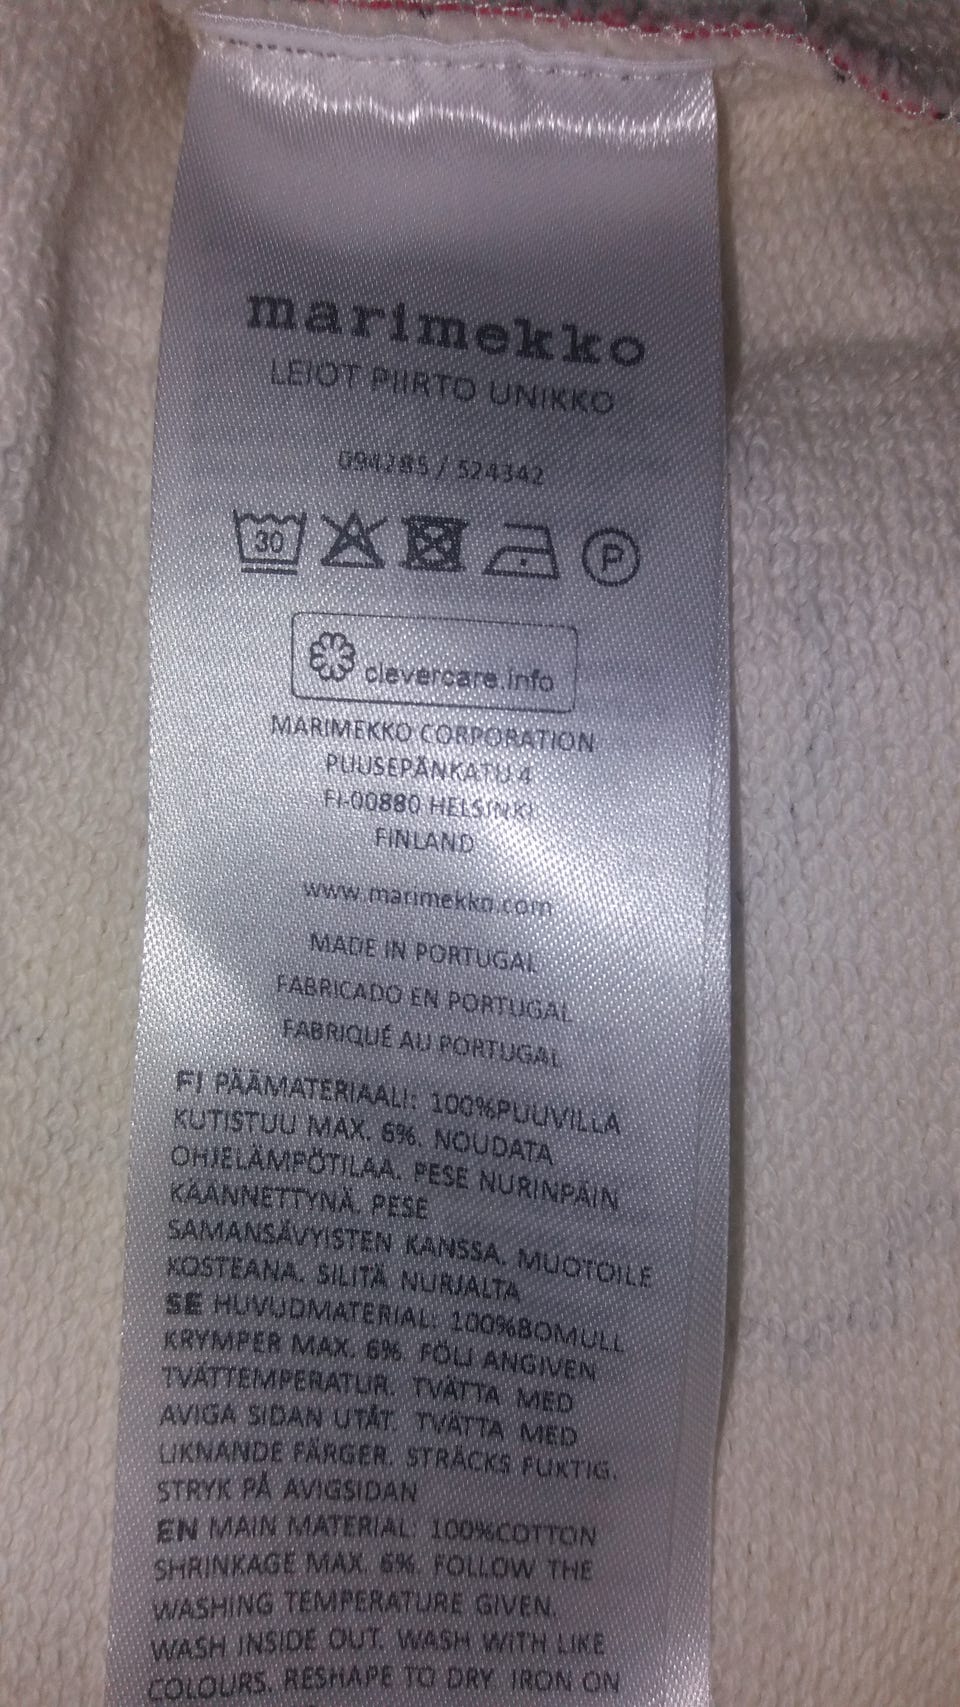 marimekko
LEIOT PIIRTO UNIKKO
094285 / 524342
30
P
clevercare.info
MARIMEKKO CORPORATION
PUUSEPÄNKATU 4
FI-00880 HELSINKI
FINLAND
www.marimekko.com
MADE IN PORTUGAL
FABRICADO EN PORTUGAL
FABRIQUÉ AU PORTUGAL
FI PÄÄMATERIAALI: 100%PUUVILLA
KUTISTUU MAX. 6%. NOUDATA
OHJELÄMPÖTILAA. PESE NURINPÄIN
KÄÄNNETTYNÄ. PESE
SAMANSÄVYISTEN KANSSA. MUOTOILE
KOSTEANA. SILITÄ NURJALTA
SE HUVUDMATERIAL: 100%BOMULL
KRYMPER MAX. 6% FÖLJ ANGIVEN
TVÄTTEMPERATUR. TVÄTTA MED
AVIGA SIDAN UTÅT. TVÄTTA MED
LIKNANDE FÄRGER. STRÄCKS FUKTIG.
STRYK PÅ AVIGSIDAN
EN MAIN MATERIAL: 100%COTTON
SHRINKAGE MAX. 6%. FOLLOW THE
WASHING TEMPERATURE GIVEN.
WASH INSIDE OUT. WASH WITH LIKE
COLOURS. RESHAPE TO DRY IRON ON